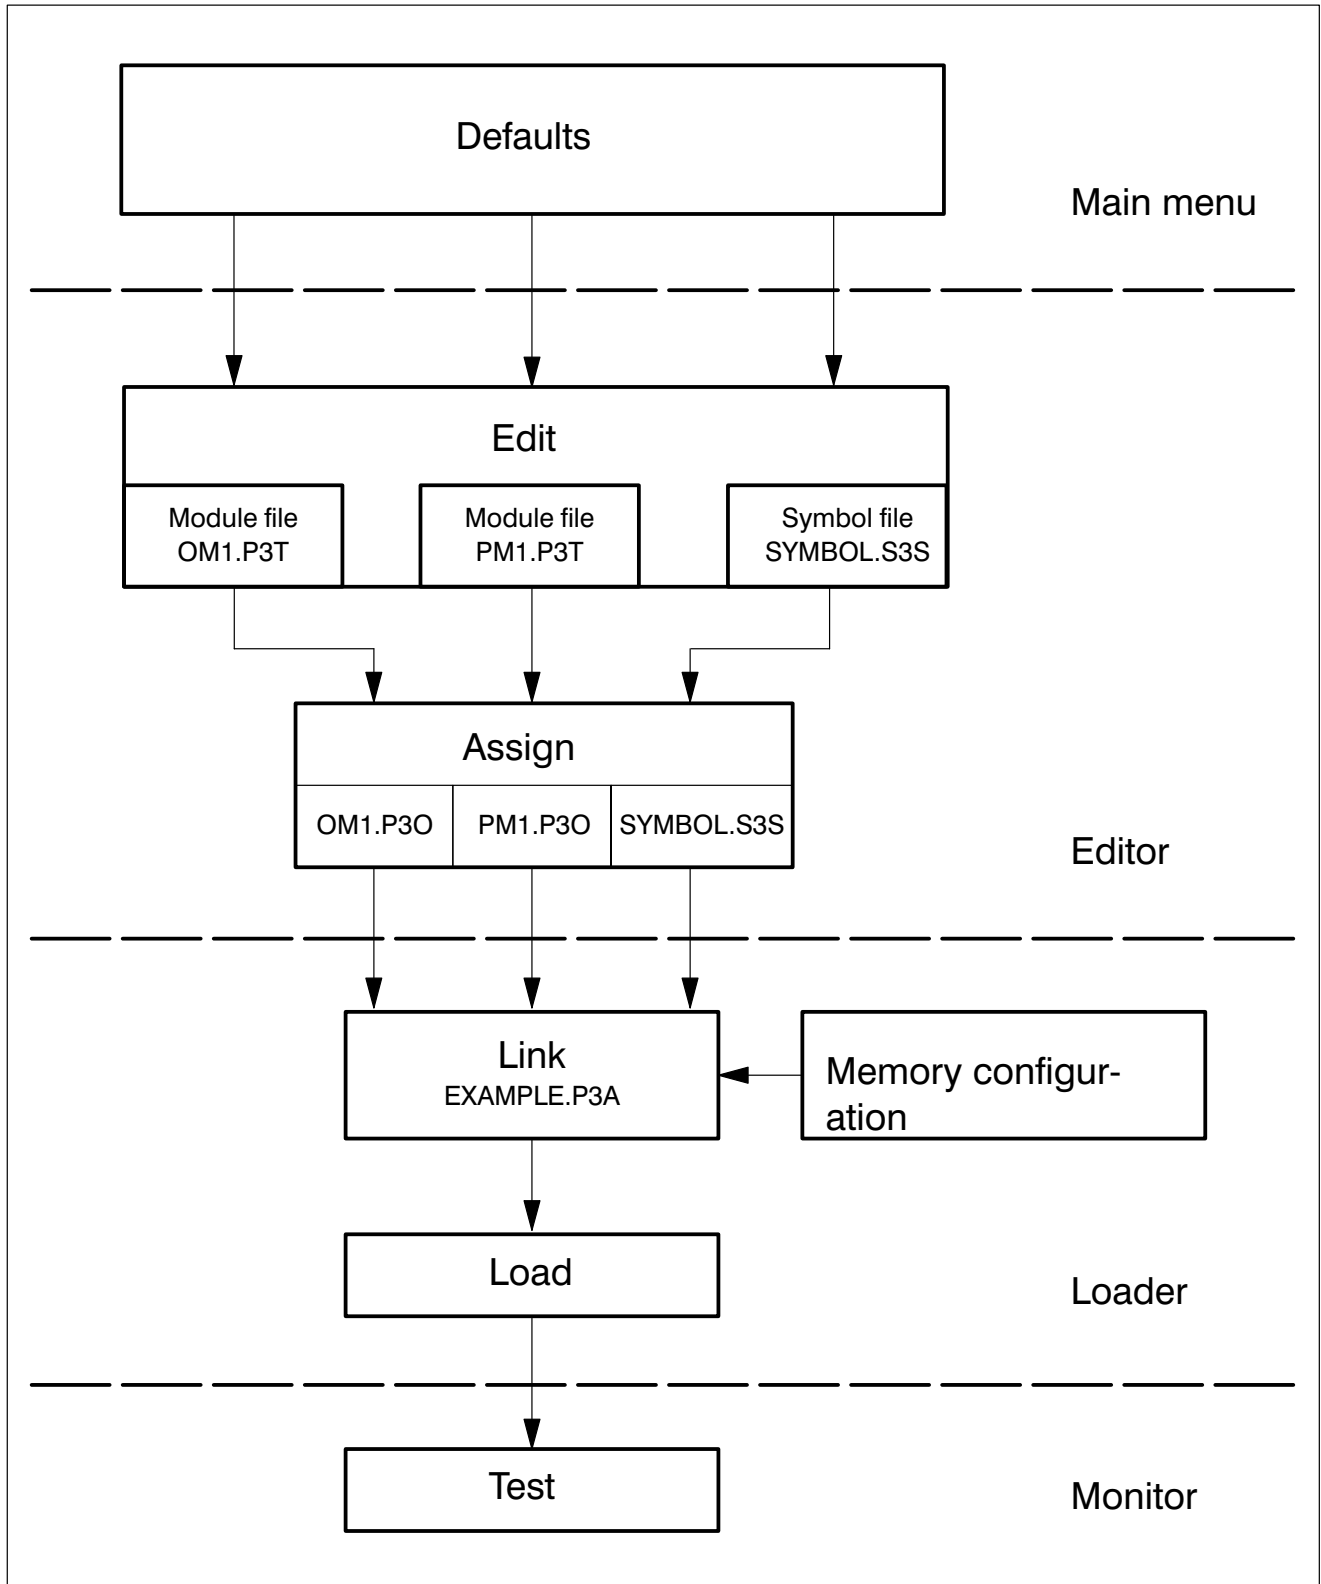 Defaults
Main menu
Edit
Module file
OM1.P3T
Module file
PM1.P3T
Symbol file
SYMBOL.S3S
Assign
OM1.P3O
PM1.P3O
SYMBOL.S3S
Editor
Link
EXAMPLE.P3A
Memory configur-
ation
Load
Loader
Test
Monitor